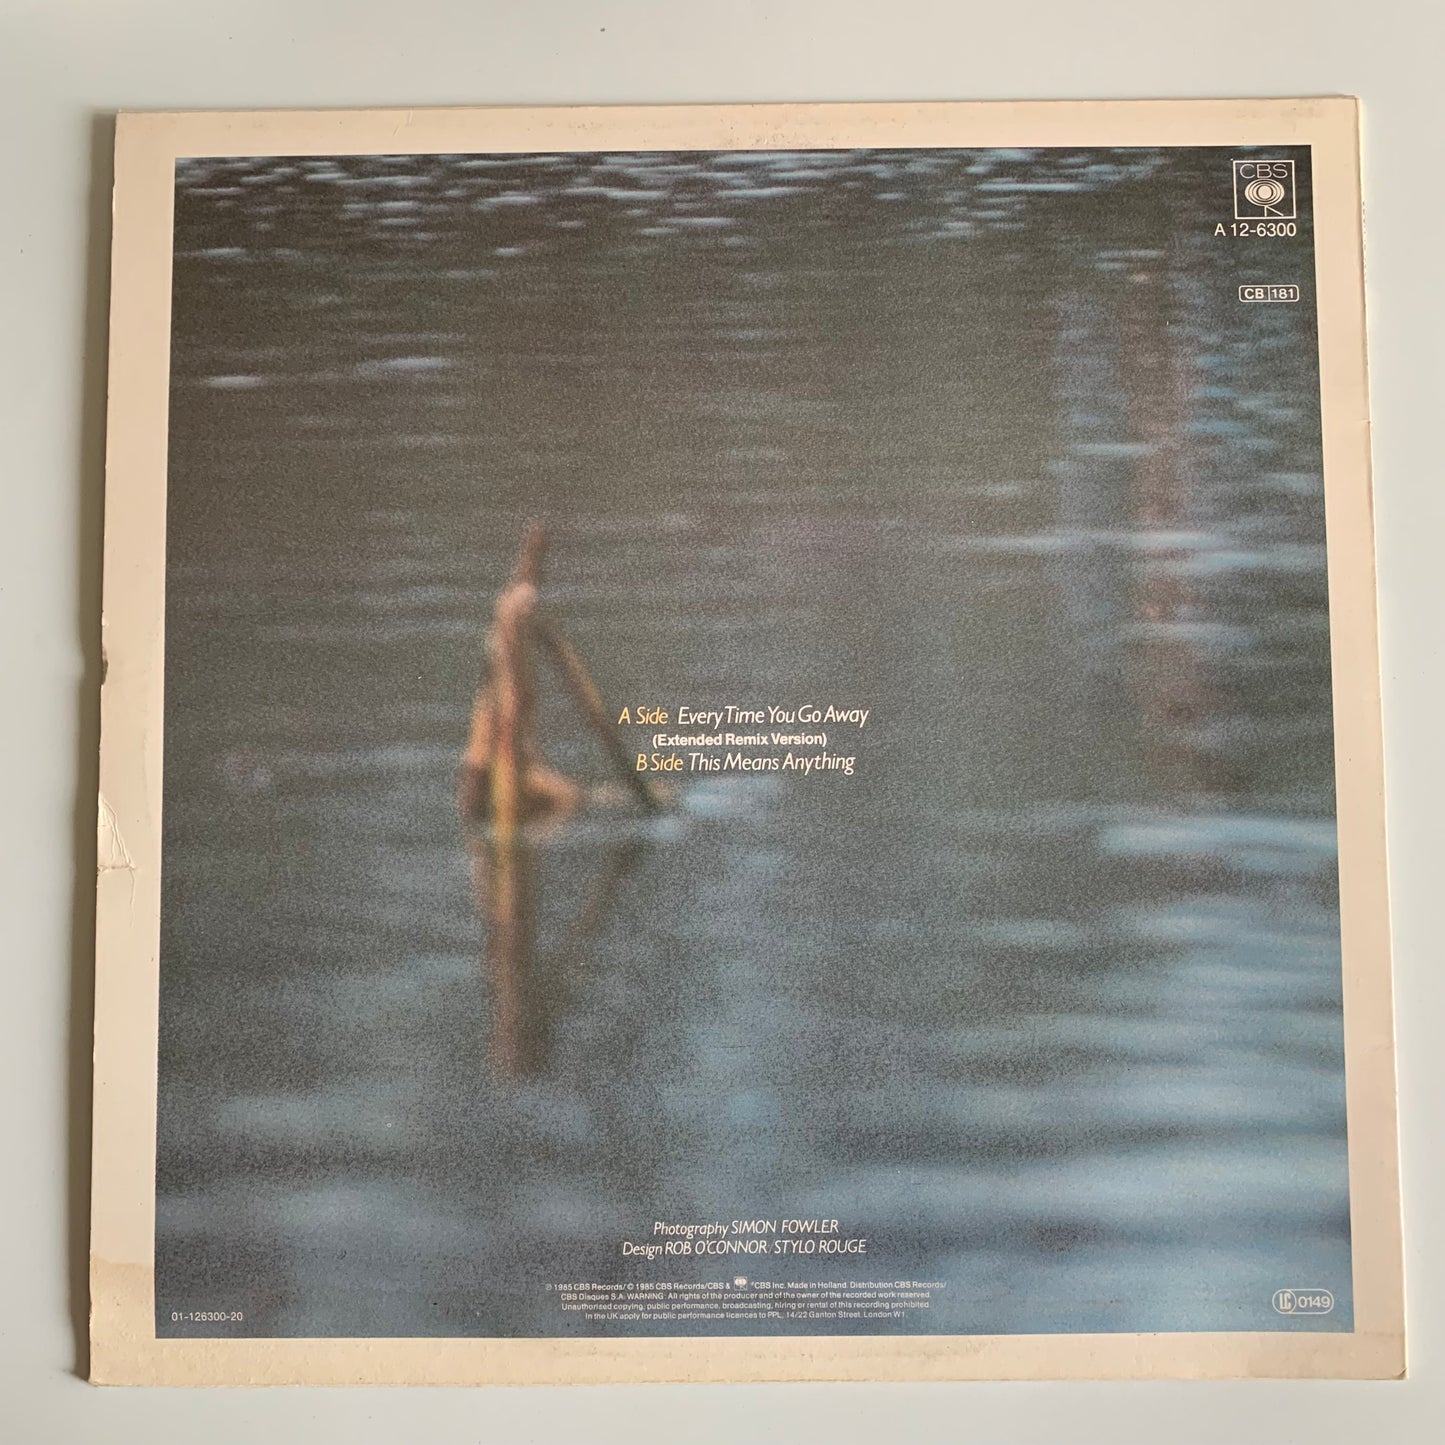 CBS
A 12-6300
CB 181
A Side Every Time You Go Away
(Extended Remix Version)
B Side This Means Anything
Photography SIMON FOWLER
Design ROB O'CONNOR/STYLO ROUGE
℗ 1985 CBS Records/© 1985 CBS Records/CBS & ®CBS Inc. Made in Holland. Distribution CBS Records/
CBS Disques S.A. WARNING: All rights of the producer and of the owner of the recorded work reserved.
Unauthorised copying, public performance, broadcasting, hiring or rental of this recording prohibited.
In the UK apply for public performance licences to PPL, 14/22 Ganton Street, London W1.
01-126300-20
LC 0149